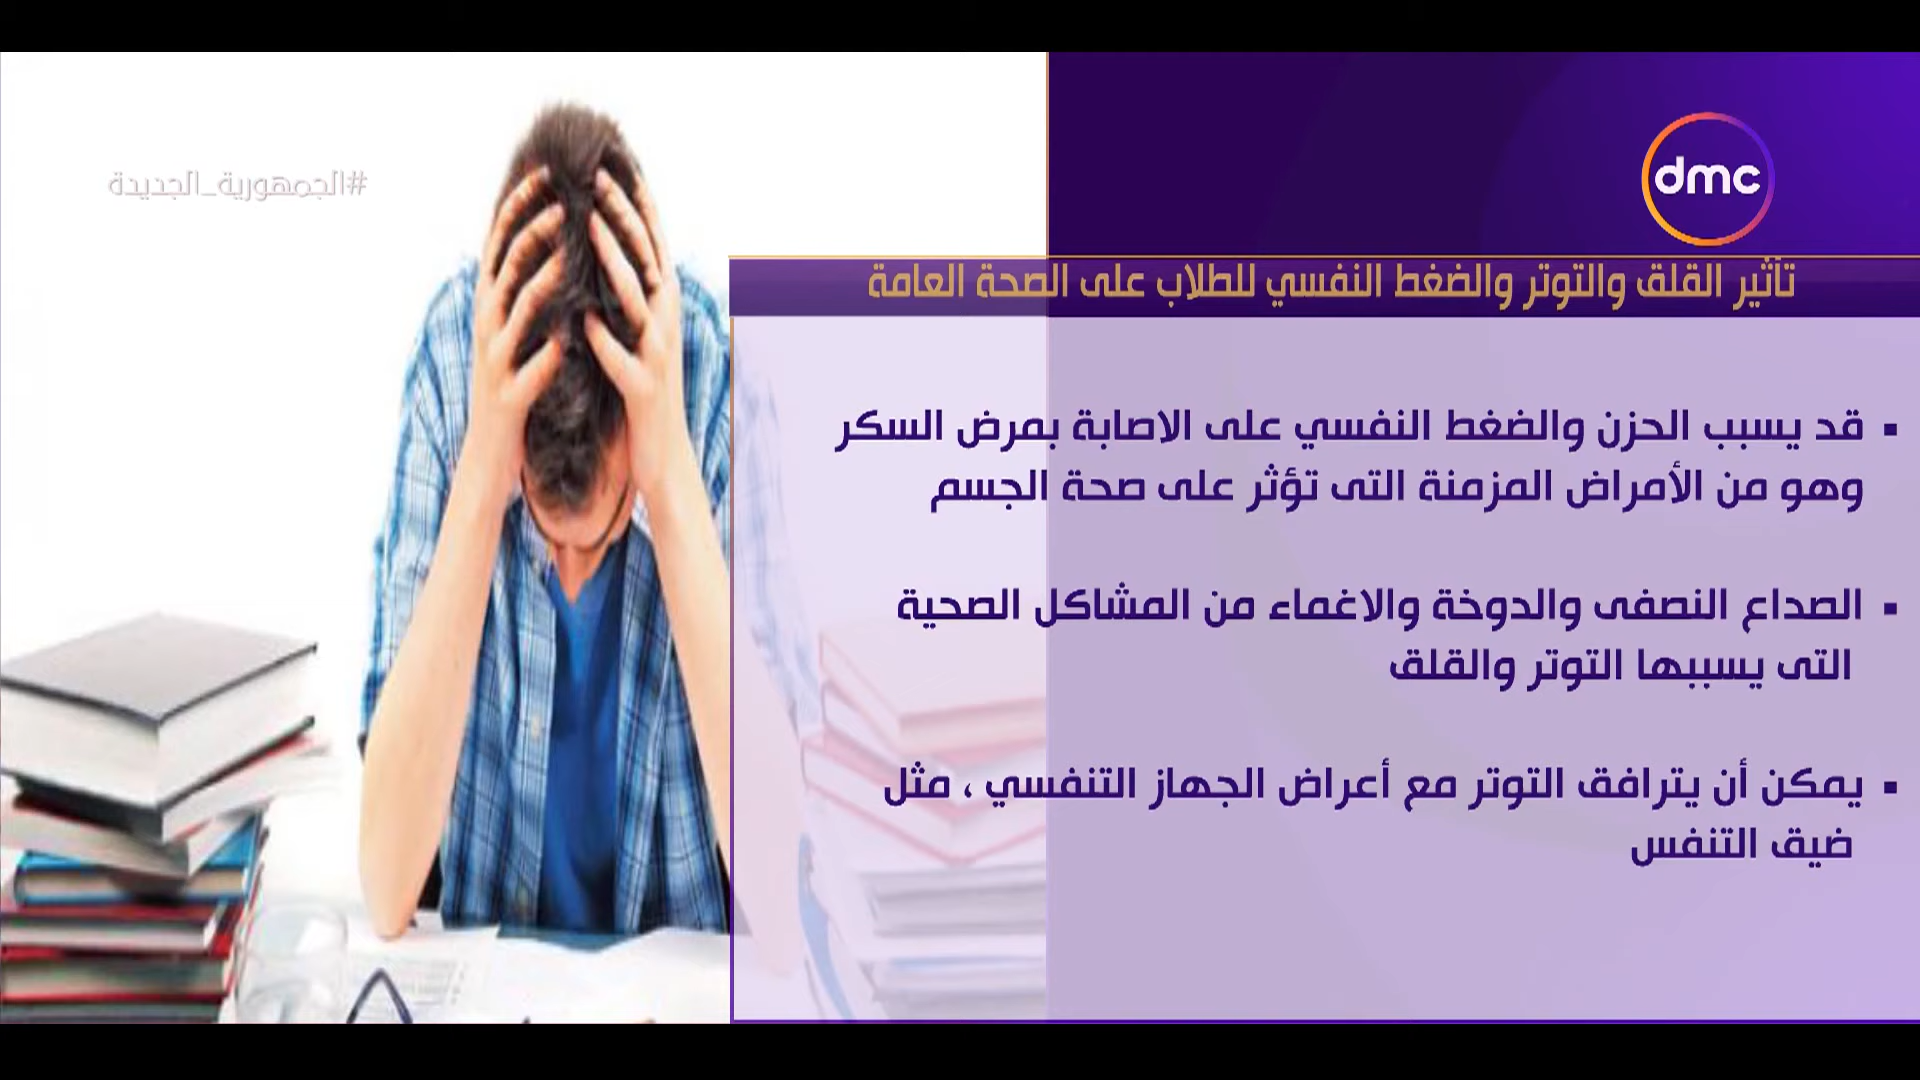 #الجمهورية_الجديدة
dmc
تأثير القلق والتوتر والضغط النفسي للطلاب على الصحة العامة
▪ قد يسبب الحزن والضغط النفسي على الاصابة بمرض السكر
وهو من الأمراض المزمنة التى تؤثر على صحة الجسم
▪ الصداع النصفى والدوخة والاغماء من المشاكل الصحية
التى يسببها التوتر والقلق
▪ يمكن أن يترافق التوتر مع أعراض الجهاز التنفسي ، مثل
ضيق التنفس